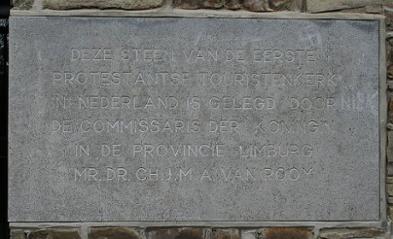 DEZE STEEN VAN DE EERSTE
PROTESTANTSE TOURISTENKERK
IN NEDERLAND IS GELEGD DOOR
DE COMMISSARIS DER KONINGIN
IN DE PROVINCIE LIMBURG
MR. DR. CH. J. M. A. VAN ROOY